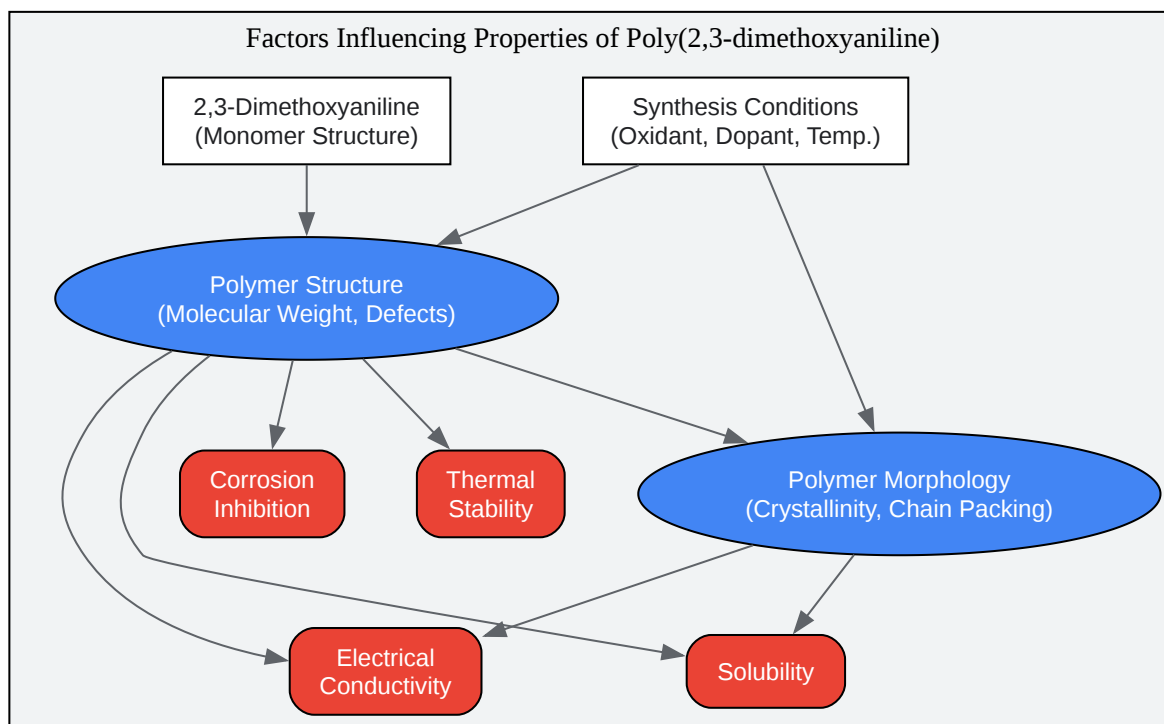 Factors Influencing Properties of Poly(2,3-dimethoxyaniline)
2,3-Dimethoxyaniline
(Monomer Structure)
Synthesis Conditions
(Oxidant, Dopant, Temp.)
Polymer Structure
(Molecular Weight, Defects)
Corrosion
Inhibition
Thermal
Stability
Polymer Morphology
(Crystallinity, Chain Packing)
Electrical
Conductivity
Solubility